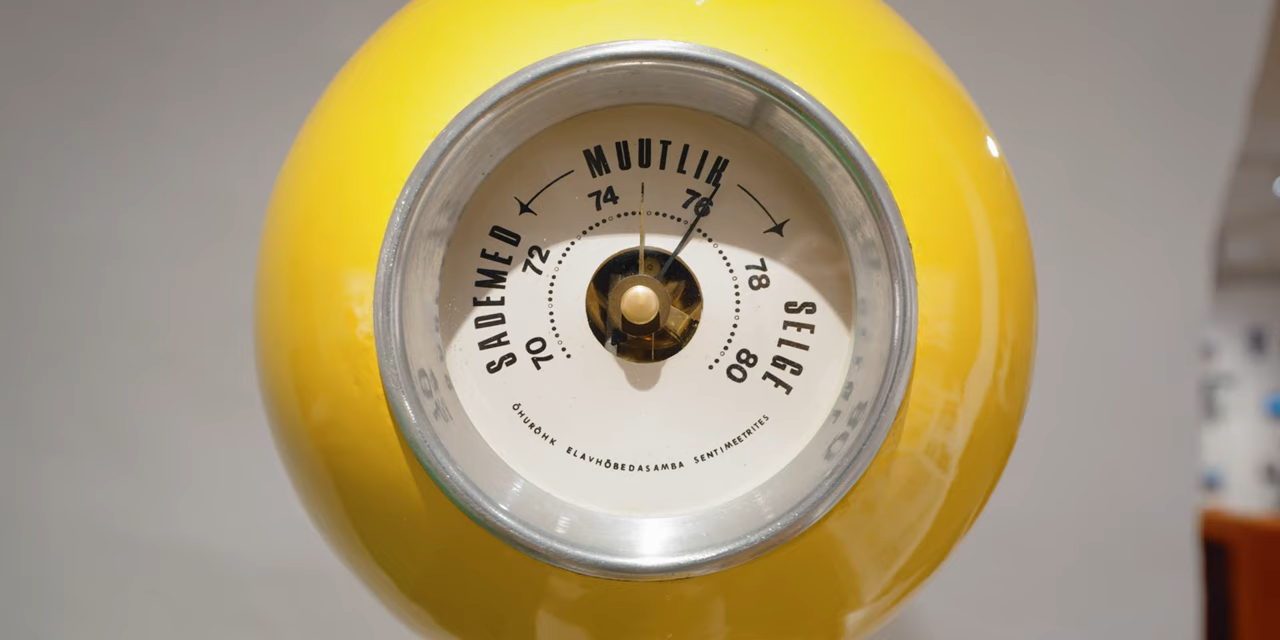 MUUTLIK
SADEMED
SELGE
70
72
74
76
78
80
ÕHURÕHK ELAVHÕBEDASAMBA SENTIMEETRITES